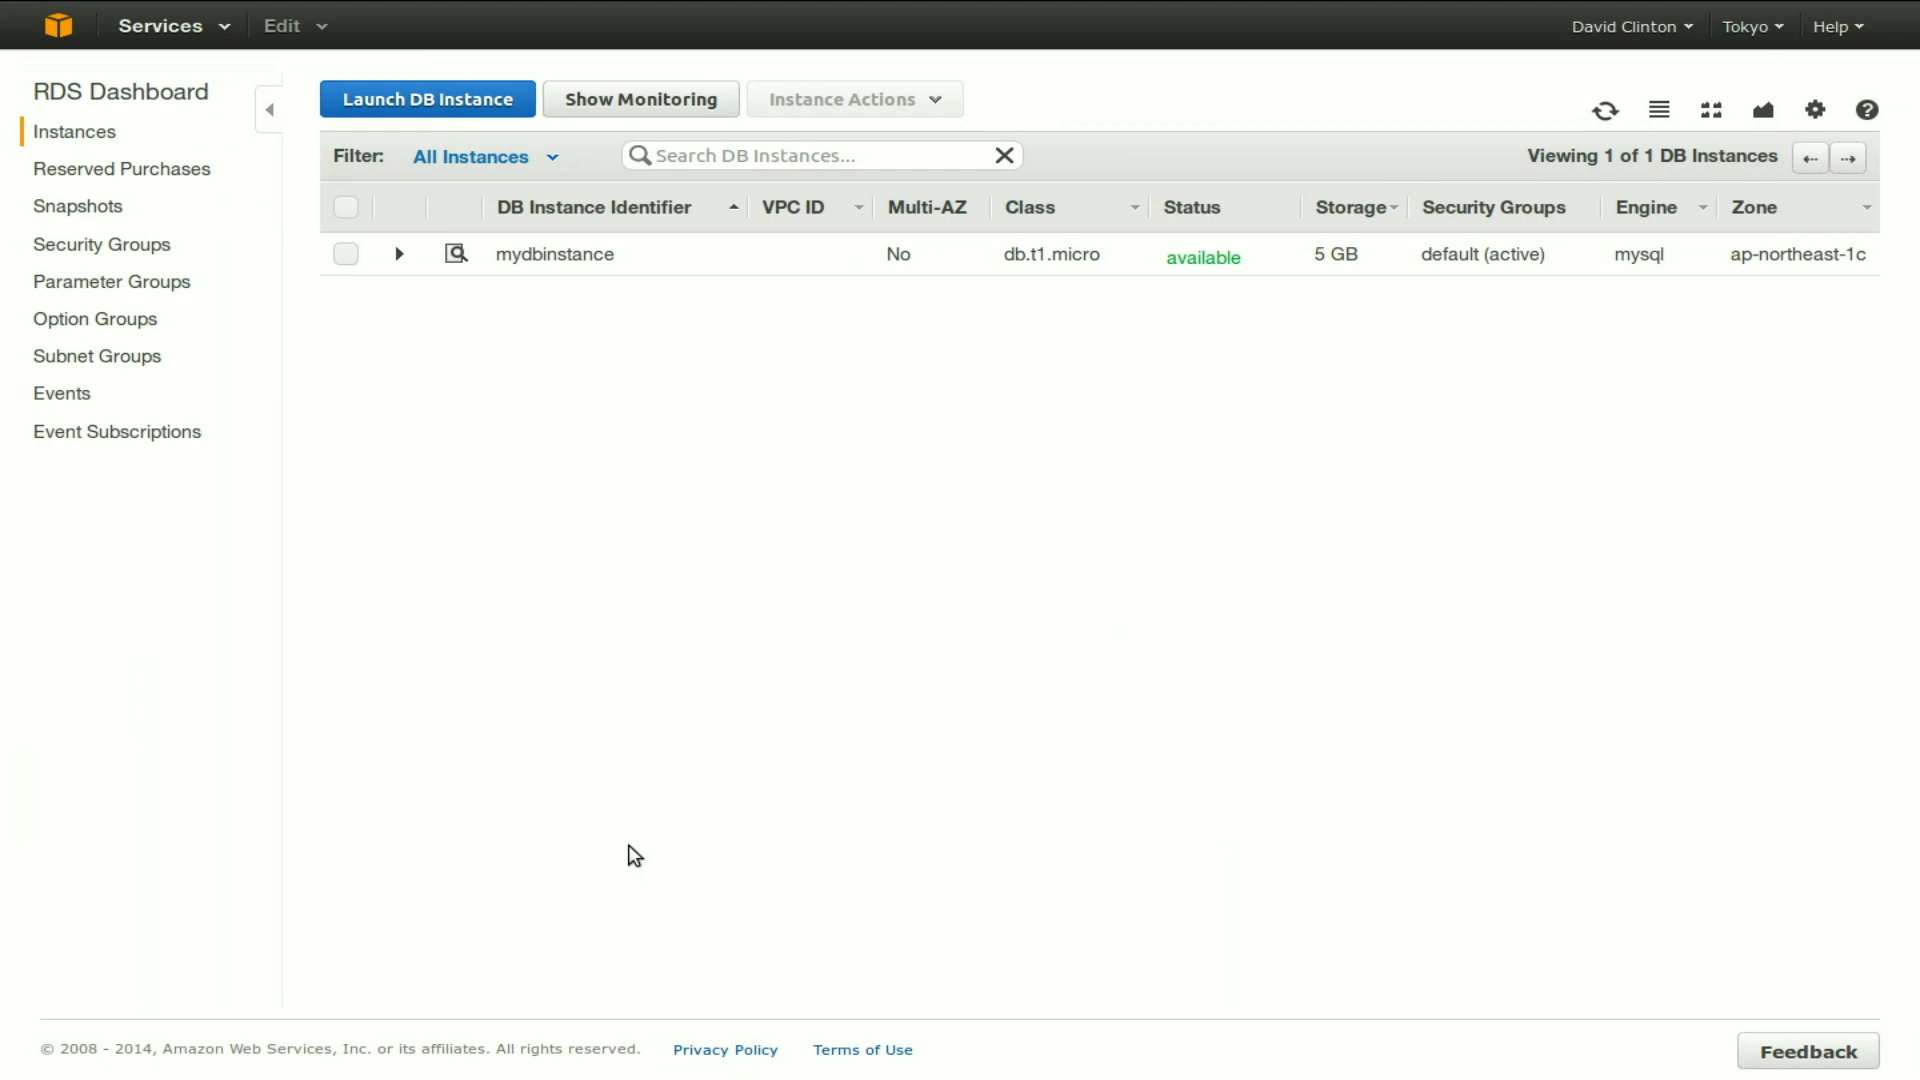 Services Edit David Clinton Tokyo Help
RDS Dashboard
Instances
Reserved Purchases
Snapshots
Security Groups
Parameter Groups
Option Groups
Subnet Groups
Events
Event Subscriptions
Launch DB Instance Show Monitoring Instance Actions
Filter: All Instances Search DB Instances... Viewing 1 of 1 DB Instances
DB Instance Identifier VPC ID Multi-AZ Class Status Storage Security Groups Engine Zone
mydbinstance No db.t1.micro available 5 GB default (active) mysql ap-northeast-1c
© 2008 - 2014, Amazon Web Services, Inc. or its affiliates. All rights reserved. Privacy Policy Terms of Use Feedback